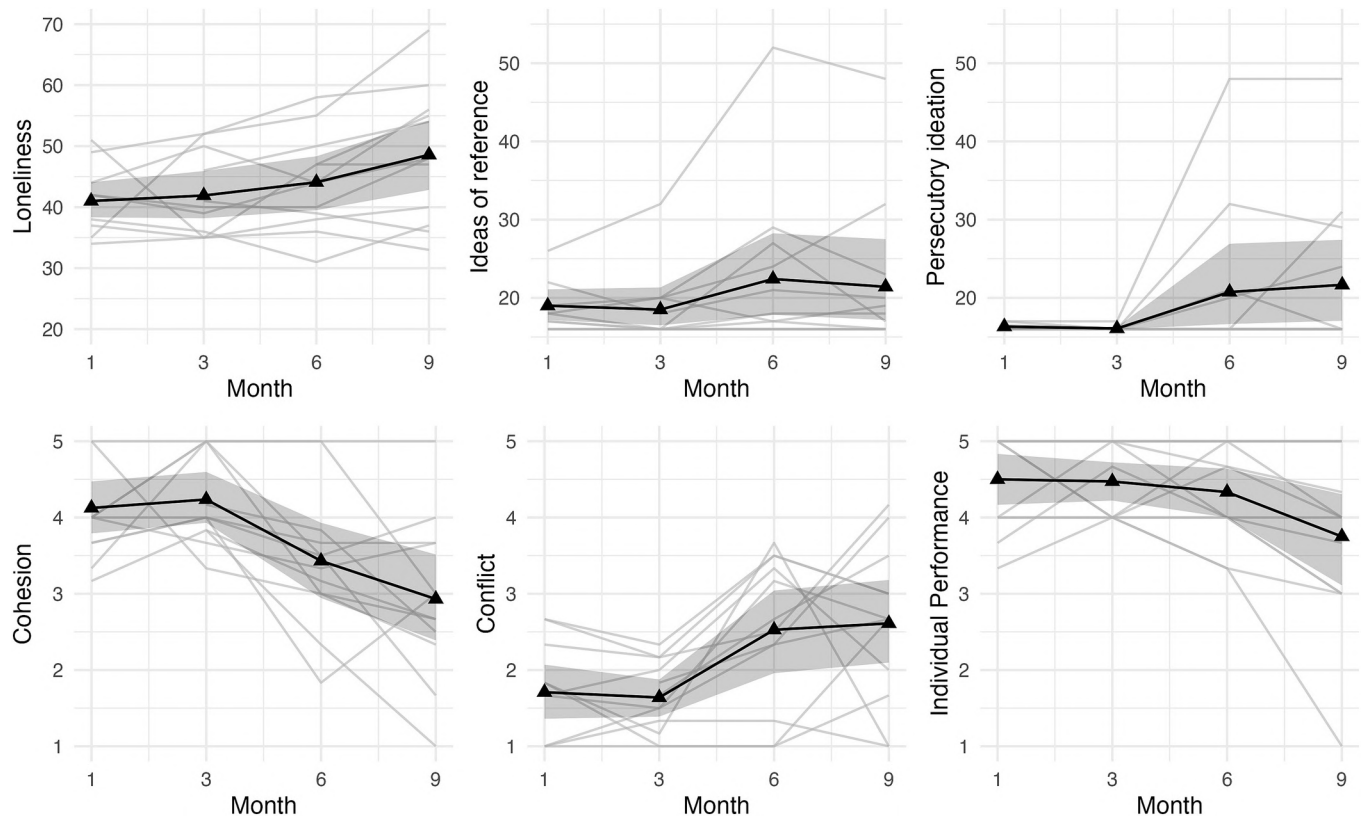 Loneliness
70
60
50
40
30
20
1 3 6 9
Month
Ideas of reference
50
40
30
20
1 3 6 9
Month
Persecutory ideation
50
40
30
20
1 3 6 9
Month
Cohesion
5
4
3
2
1
1 3 6 9
Month
Conflict
5
4
3
2
1
1 3 6 9
Month
Individual Performance
5
4
3
2
1
1 3 6 9
Month